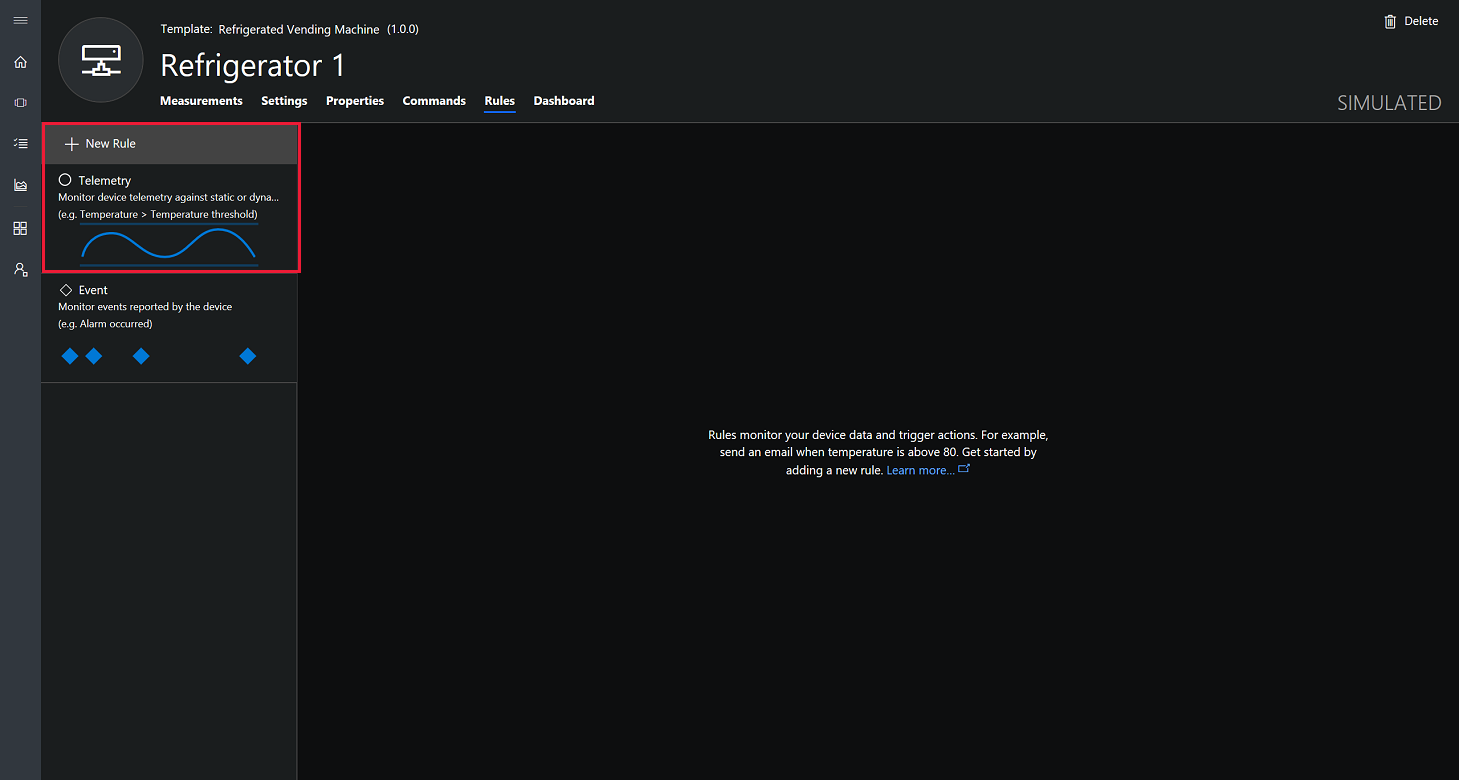 Template: Refrigerated Vending Machine (1.0.0)
Delete
Refrigerator 1
Measurements Settings Properties Commands Rules Dashboard
SIMULATED
New Rule
Telemetry
Monitor device telemetry against static or dyna...
(e.g. Temperature > Temperature threshold)
Event
Monitor events reported by the device
(e.g. Alarm occurred)
Rules monitor your device data and trigger actions. For example,
send an email when temperature is above 80. Get started by
adding a new rule. Learn more...